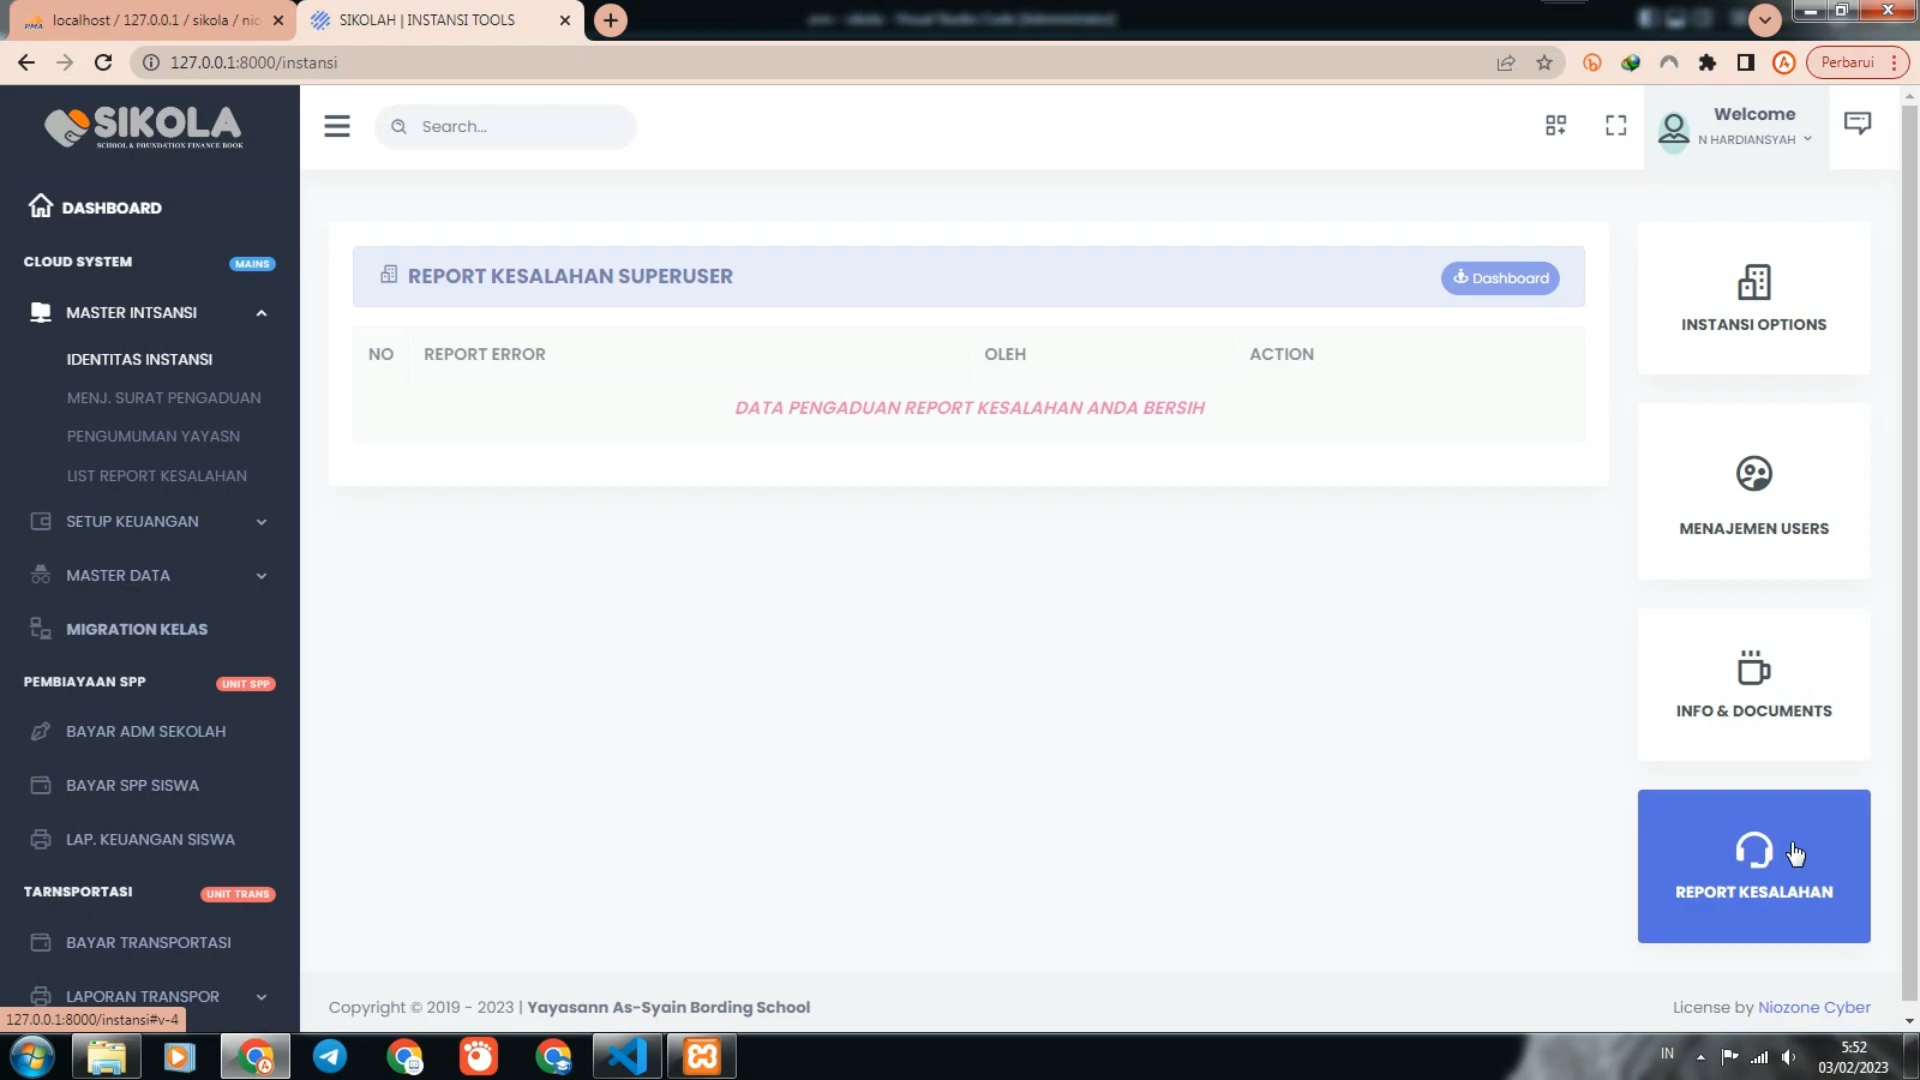 localhost / 127.0.0.1 / sikola / nio
SIKOLAH | INSTANSI TOOLS
127.0.0.1:8000/instansi
Perbarui
SIKOLA
SCHOOL & FOUNDATION FINANCE BOOK
Search...
Welcome
N HARDIANSYAH
DASHBOARD
CLOUD SYSTEM
MAINS
MASTER INTSANSI
IDENTITAS INSTANSI
MENJ. SURAT PENGADUAN
PENGUMUMAN YAYASN
LIST REPORT KESALAHAN
SETUP KEUANGAN
MASTER DATA
MIGRATION KELAS
PEMBIAYAAN SPP
UNIT SPP
BAYAR ADM SEKOLAH
BAYAR SPP SISWA
LAP. KEUANGAN SISWA
TARNSPORTASI
UNIT TRANS
BAYAR TRANSPORTASI
LAPORAN TRANSPOR
127.0.0.1:8000/instansi#v-4
REPORT KESALAHAN SUPERUSER
Dashboard
NO REPORT ERROR OLEH ACTION
DATA PENGADUAN REPORT KESALAHAN ANDA BERSIH
INSTANSI OPTIONS
MENAJEMEN USERS
INFO & DOCUMENTS
REPORT KESALAHAN
Copyright © 2019 - 2023 | Yayasann As-Syain Bording School
License by Niozone Cyber
IN
5:52
03/02/2023